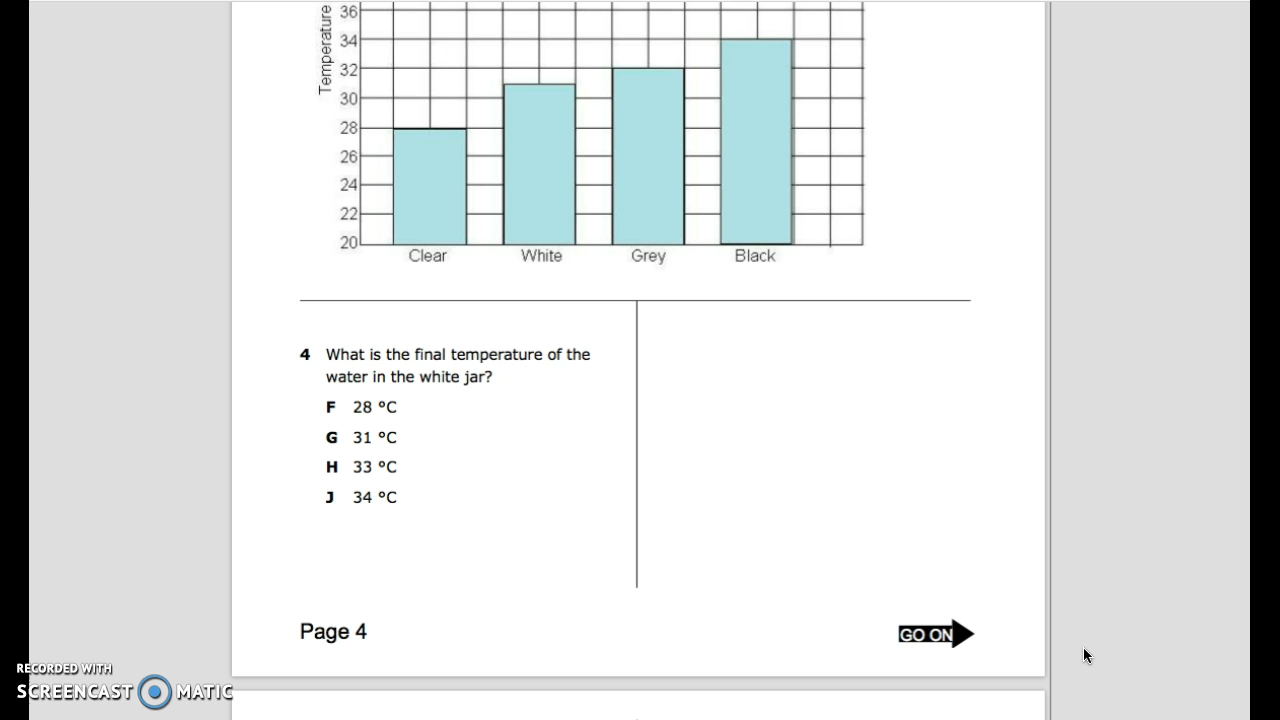 Temperature
36
34
32
30
28
26
24
22
20
Clear White Grey Black
4 What is the final temperature of the
water in the white jar?
F 28 °C
G 31 °C
H 33 °C
J 34 °C
Page 4
GO ON
RECORDED WITH
SCREENCAST MATIC